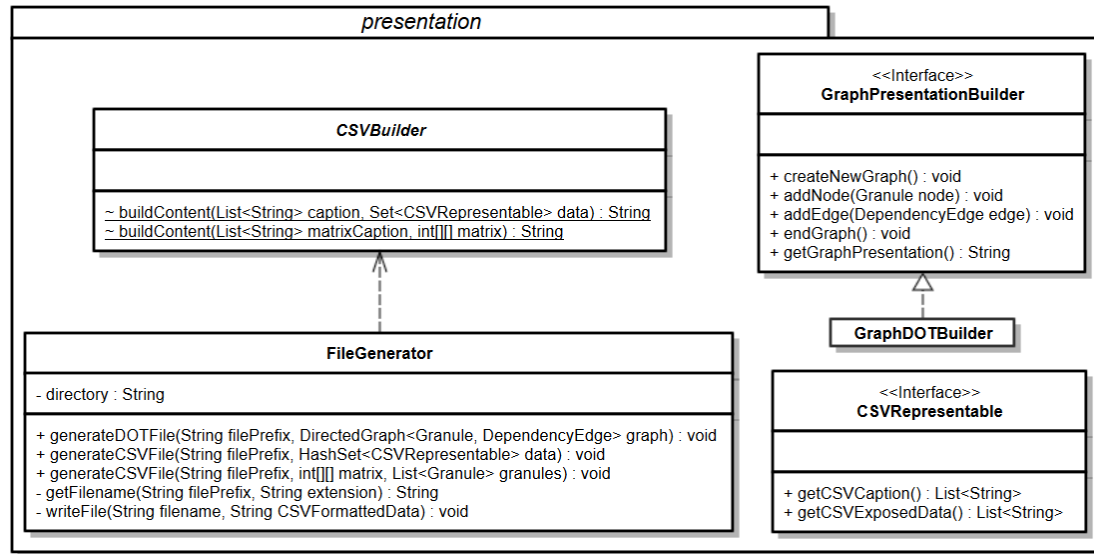 presentation
CSVBuilder
~ buildContent(List<String> caption, Set<CSVRepresentable> data) : String
~ buildContent(List<String> matrixCaption, int[][] matrix) : String
FileGenerator
- directory : String
+ generateDOTFile(String filePrefix, DirectedGraph<Granule, DependencyEdge> graph) : void
+ generateCSVFile(String filePrefix, HashSet<CSVRepresentable> data) : void
+ generateCSVFile(String filePrefix, int[][] matrix, List<Granule> granules) : void
- getFilename(String filePrefix, String extension) : String
- writeFile(String filename, String CSVFormattedData) : void
<<Interface>>
GraphPresentationBuilder
+ createNewGraph() : void
+ addNode(Granule node) : void
+ addEdge(DependencyEdge edge) : void
+ endGraph() : void
+ getGraphPresentation() : String
GraphDOTBuilder
<<Interface>>
CSVRepresentable
+ getCSVCaption() : List<String>
+ getCSVExposedData() : List<String>